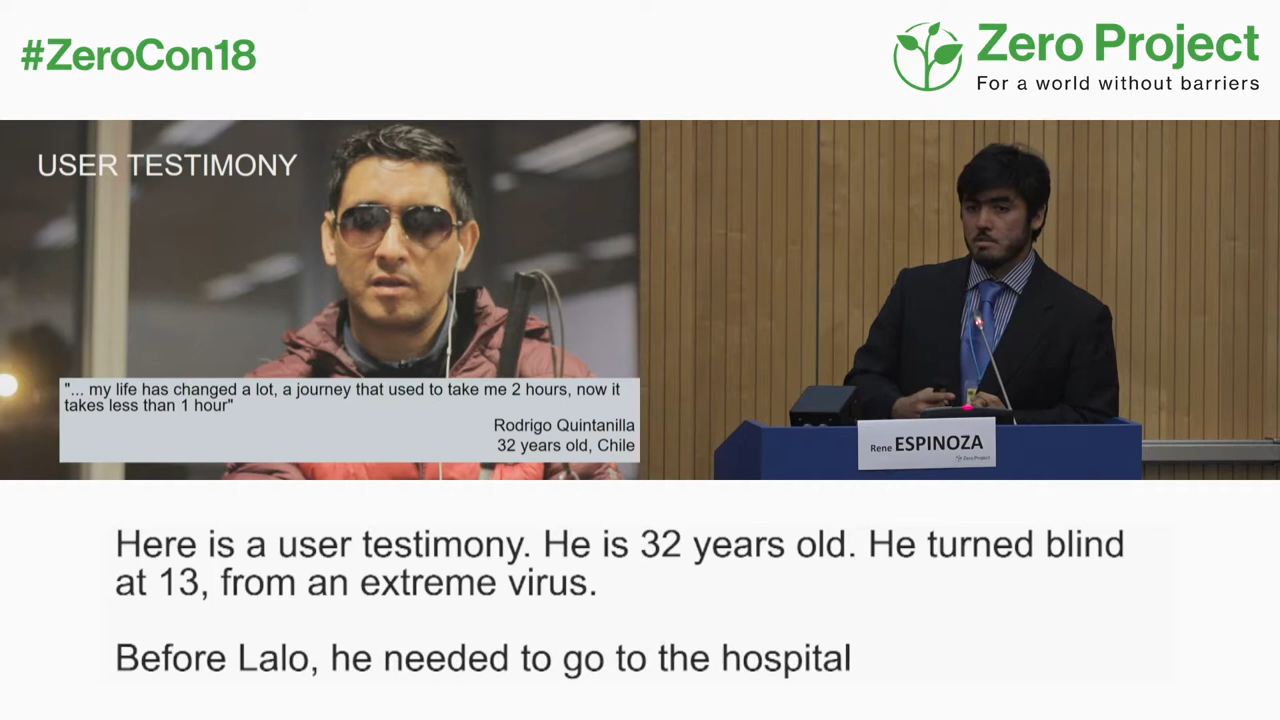 #ZeroCon18
Zero Project
For a world without barriers
USER TESTIMONY
"... my life has changed a lot, a journey that used to take me 2 hours, now it
takes less than 1 hour"
Rodrigo Quintanilla
32 years old, Chile
Rene ESPINOZA
Zero Project
Here is a user testimony. He is 32 years old. He turned blind
at 13, from an extreme virus.
Before Lalo, he needed to go to the hospital